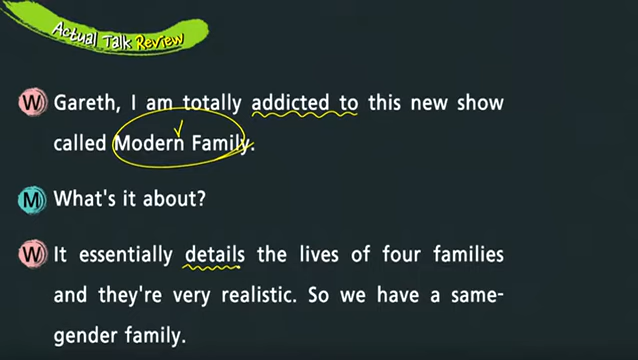 Actual Talk Review
W Gareth, I am totally addicted to this new show
called Modern Family.
M What's it about?
W It essentially details the lives of four families
and they're very realistic. So we have a same-
gender family.